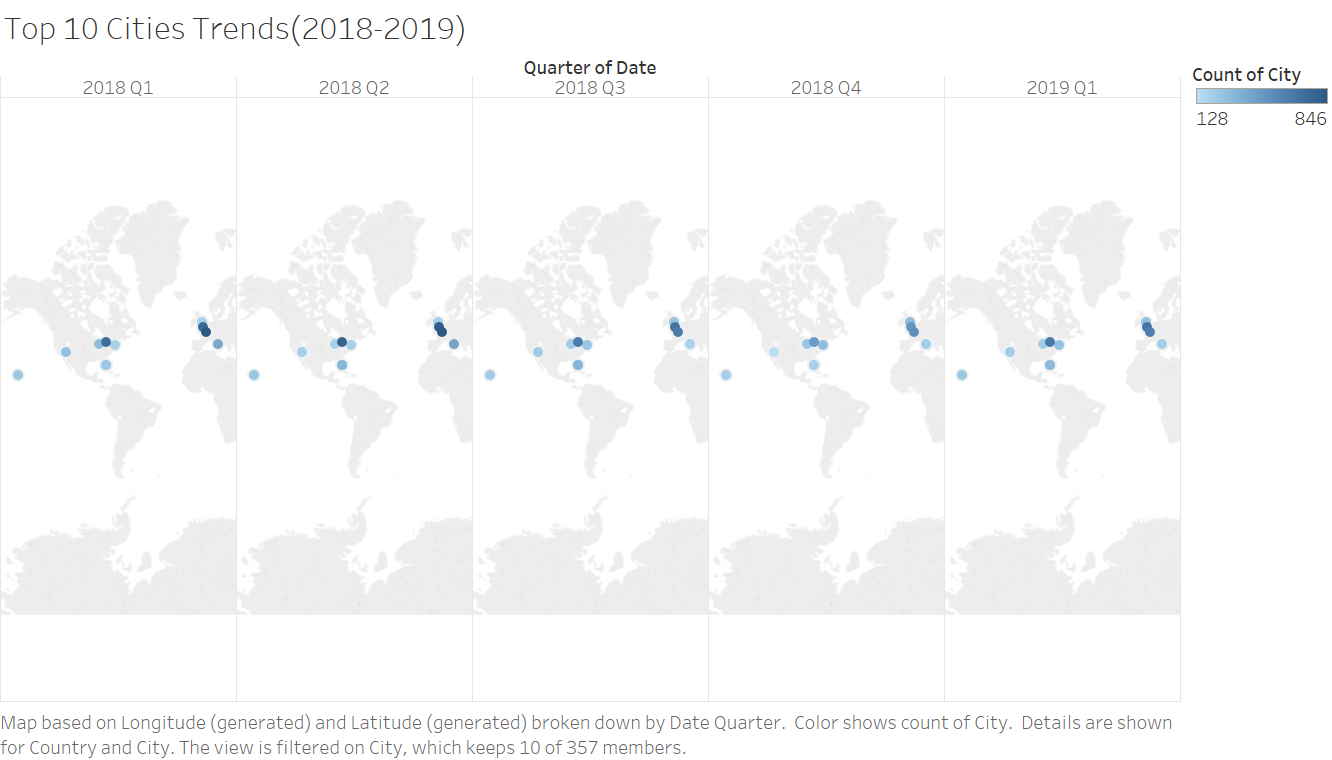 Top 10 Cities Trends(2018-2019)
Quarter of Date
2018 Q1 2018 Q2 2018 Q3 2018 Q4 2019 Q1
Count of City
128 846
Map based on Longitude (generated) and Latitude (generated) broken down by Date Quarter.  Color shows count of City.  Details are shown
for Country and City. The view is filtered on City, which keeps 10 of 357 members.